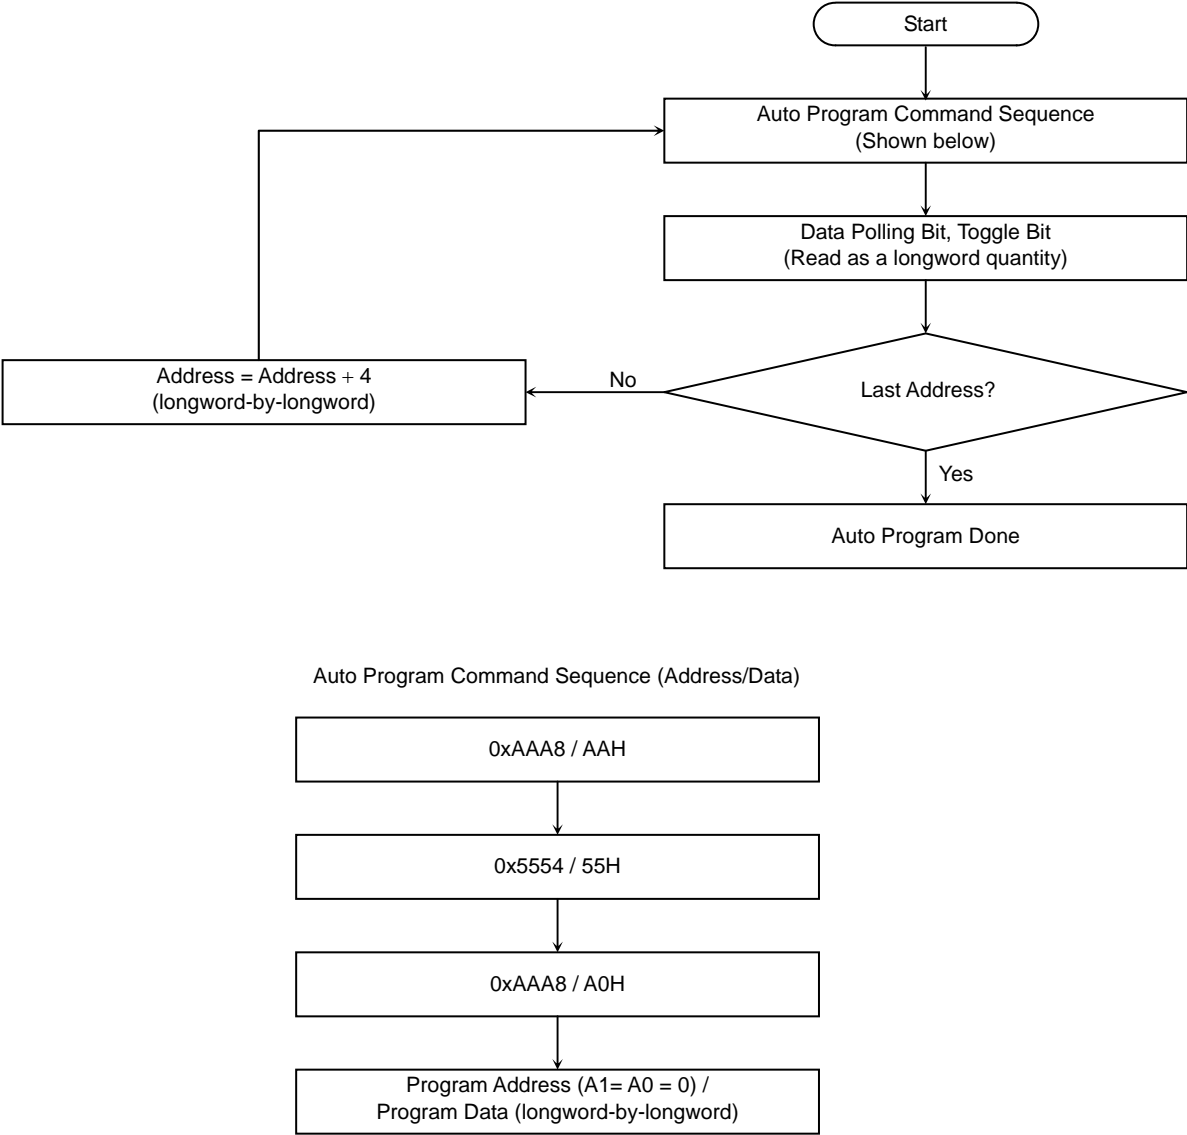 Start
Auto Program Command Sequence
(Shown below)
Data Polling Bit, Toggle Bit
(Read as a longword quantity)
Address = Address + 4
(longword-by-longword)
No
Last Address?
Yes
Auto Program Done
Auto Program Command Sequence (Address/Data)
0xAAA8 / AAH
0x5554 / 55H
0xAAA8 / A0H
Program Address (A1= A0 = 0) /
Program Data (longword-by-longword)